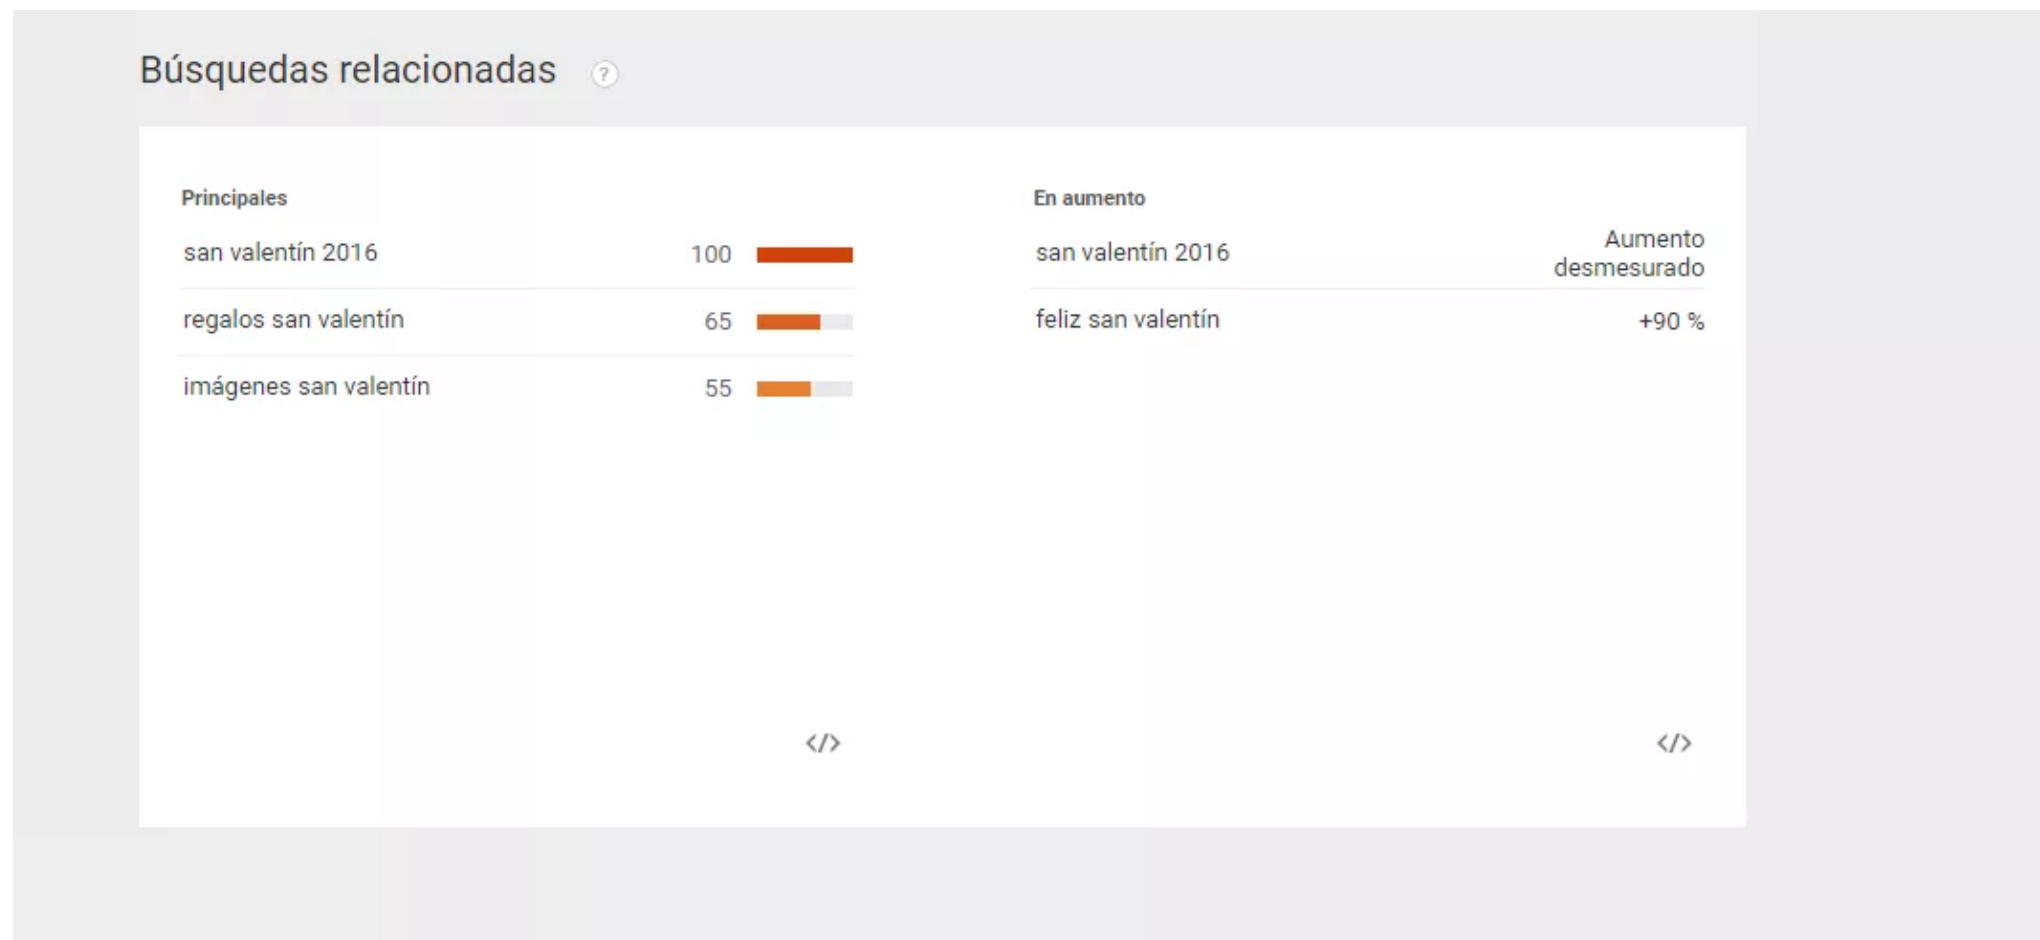 Búsquedas relacionadas ?
Principales
san valentín 2016 100
regalos san valentín 65
imágenes san valentín 55
</>
En aumento
san valentín 2016 Aumento
desmesurado
feliz san valentín +90 %
</>